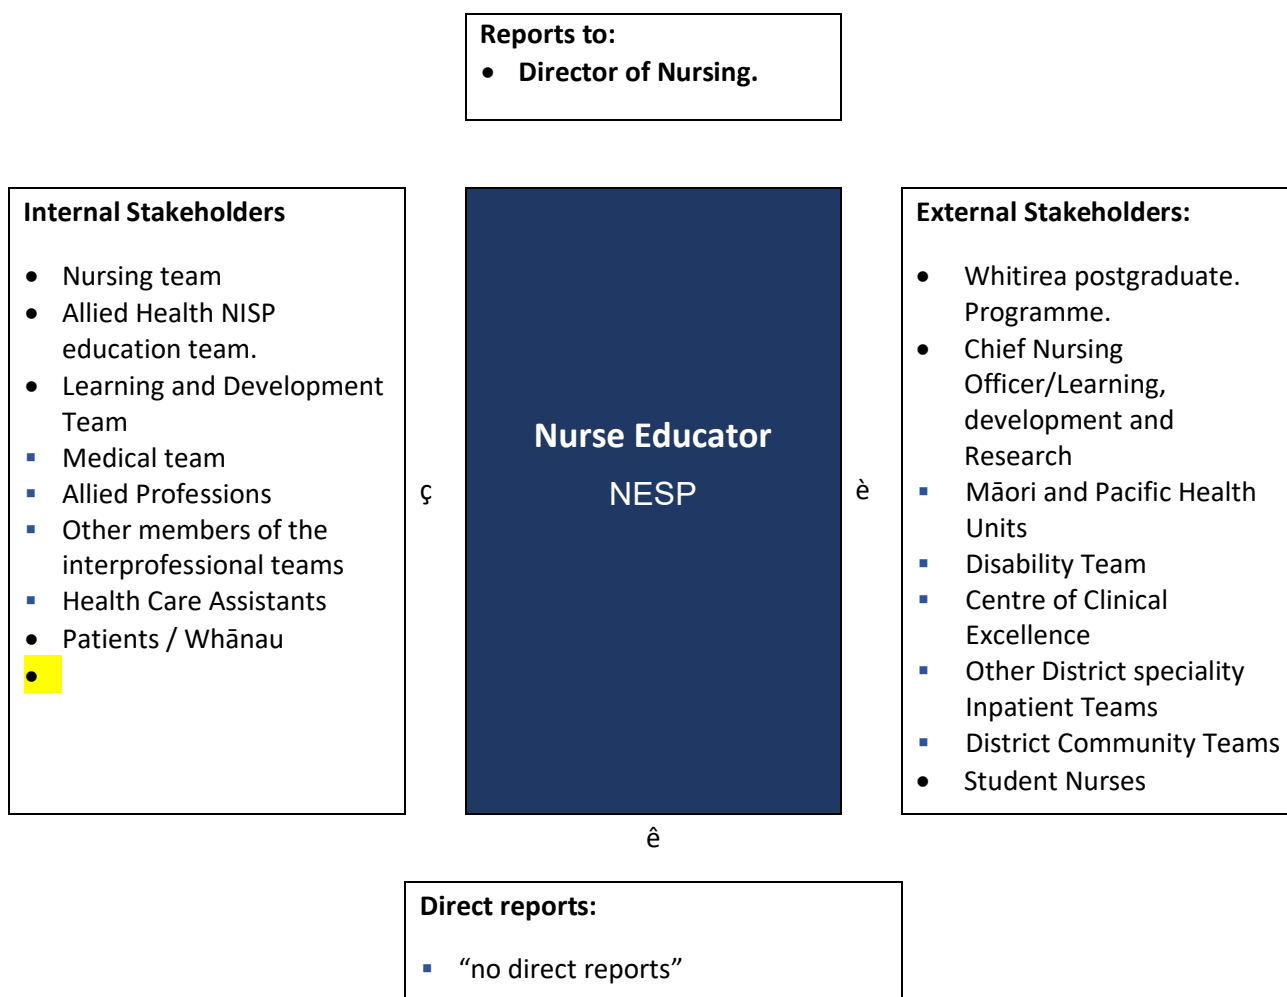 Reports to:
● Director of Nursing.
Internal Stakeholders
● Nursing team
● Allied Health NISP
education team.
● Learning and Development
Team
▪ Medical team
▪ Allied Professions
▪ Other members of the
interprofessional teams
▪ Health Care Assistants
● Patients / Whānau
●
ç
Nurse Educator
NESP
è
External Stakeholders:
● Whitirea postgraduate.
Programme.
● Chief Nursing
Officer/Learning,
development and
Research
▪ Māori and Pacific Health
Units
▪ Disability Team
▪ Centre of Clinical
Excellence
▪ Other District speciality
Inpatient Teams
▪ District Community Teams
● Student Nurses
ê
Direct reports:
▪ “no direct reports”